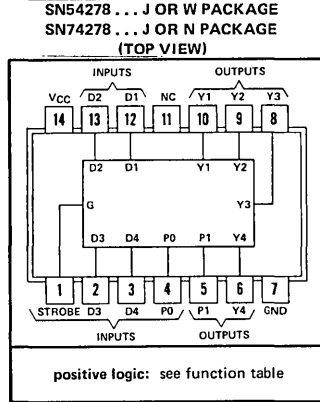 SN54278 ... J OR W PACKAGE
SN74278 ... J OR N PACKAGE
(TOP VIEW)
INPUTS OUTPUTS
VCC D2 D1 NC Y1 Y2 Y3
14 13 12 11 10 9 8
D2 D1 Y1 Y2
G Y3
D3 D4 P0 P1 Y4
1 2 3 4 5 6 7
STROBE D3 D4 P0 P1 Y4 GND
INPUTS OUTPUTS
positive logic: see function table